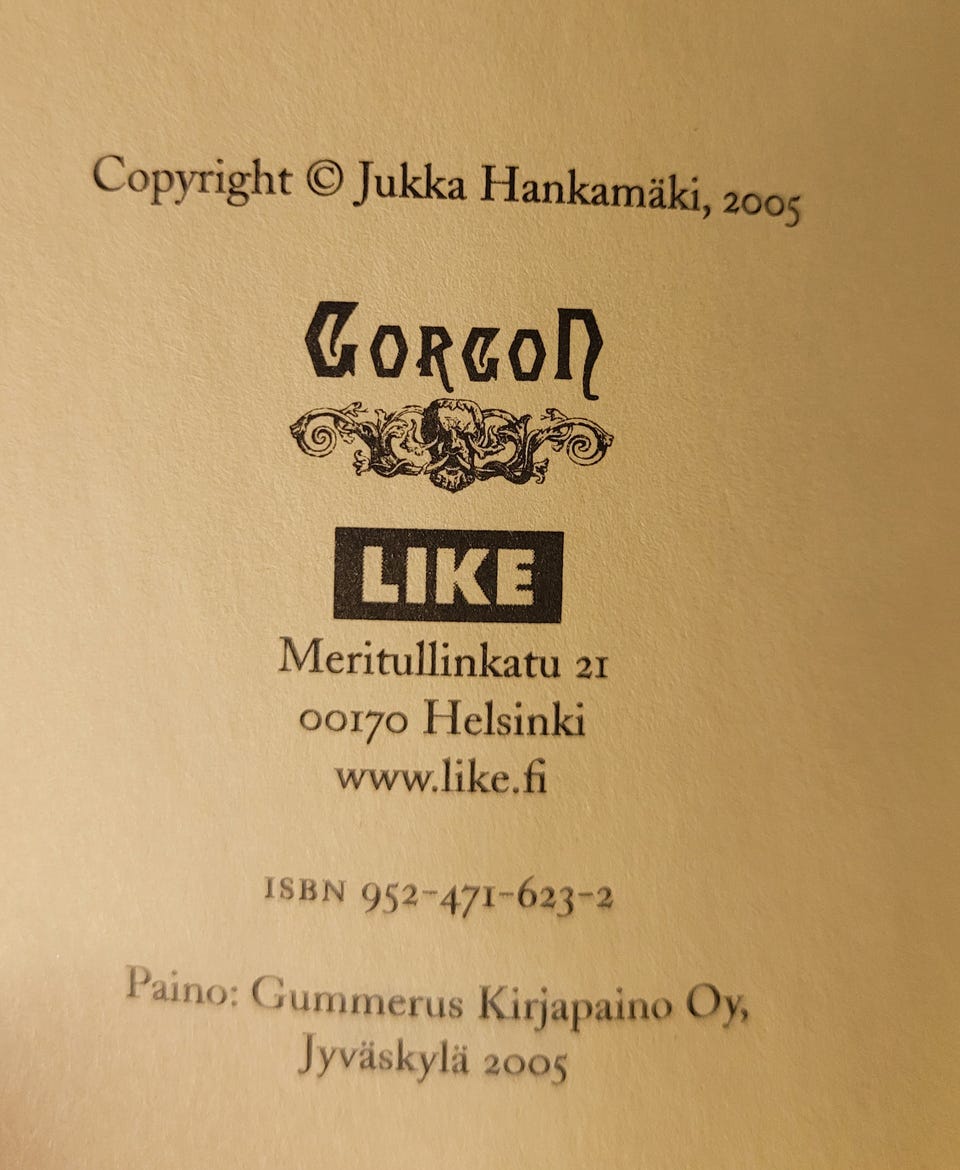 Copyright © Jukka Hankamäki, 2005
GORGON
LIKE
Meritullinkatu 21
00170 Helsinki
www.like.fi
ISBN 952-471-623-2
Paino: Gummerus Kirjapaino Oy,
Jyväskylä 2005